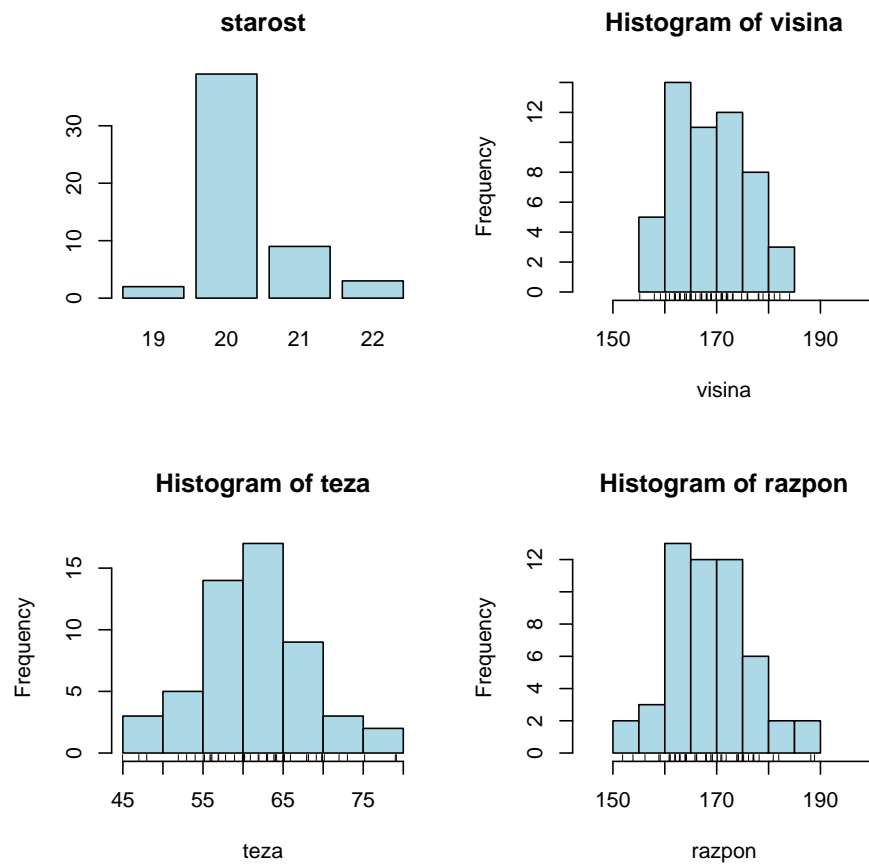 starost
30
20
10
0
19 20 21 22
Histogram of visina
Frequency
12
8
6
4
2
0
150 170 190
visina
Histogram of teza
Frequency
15
10
5
0
45 55 65 75
teza
Histogram of razpon
Frequency
12
8
6
4
2
0
150 170 190
razpon